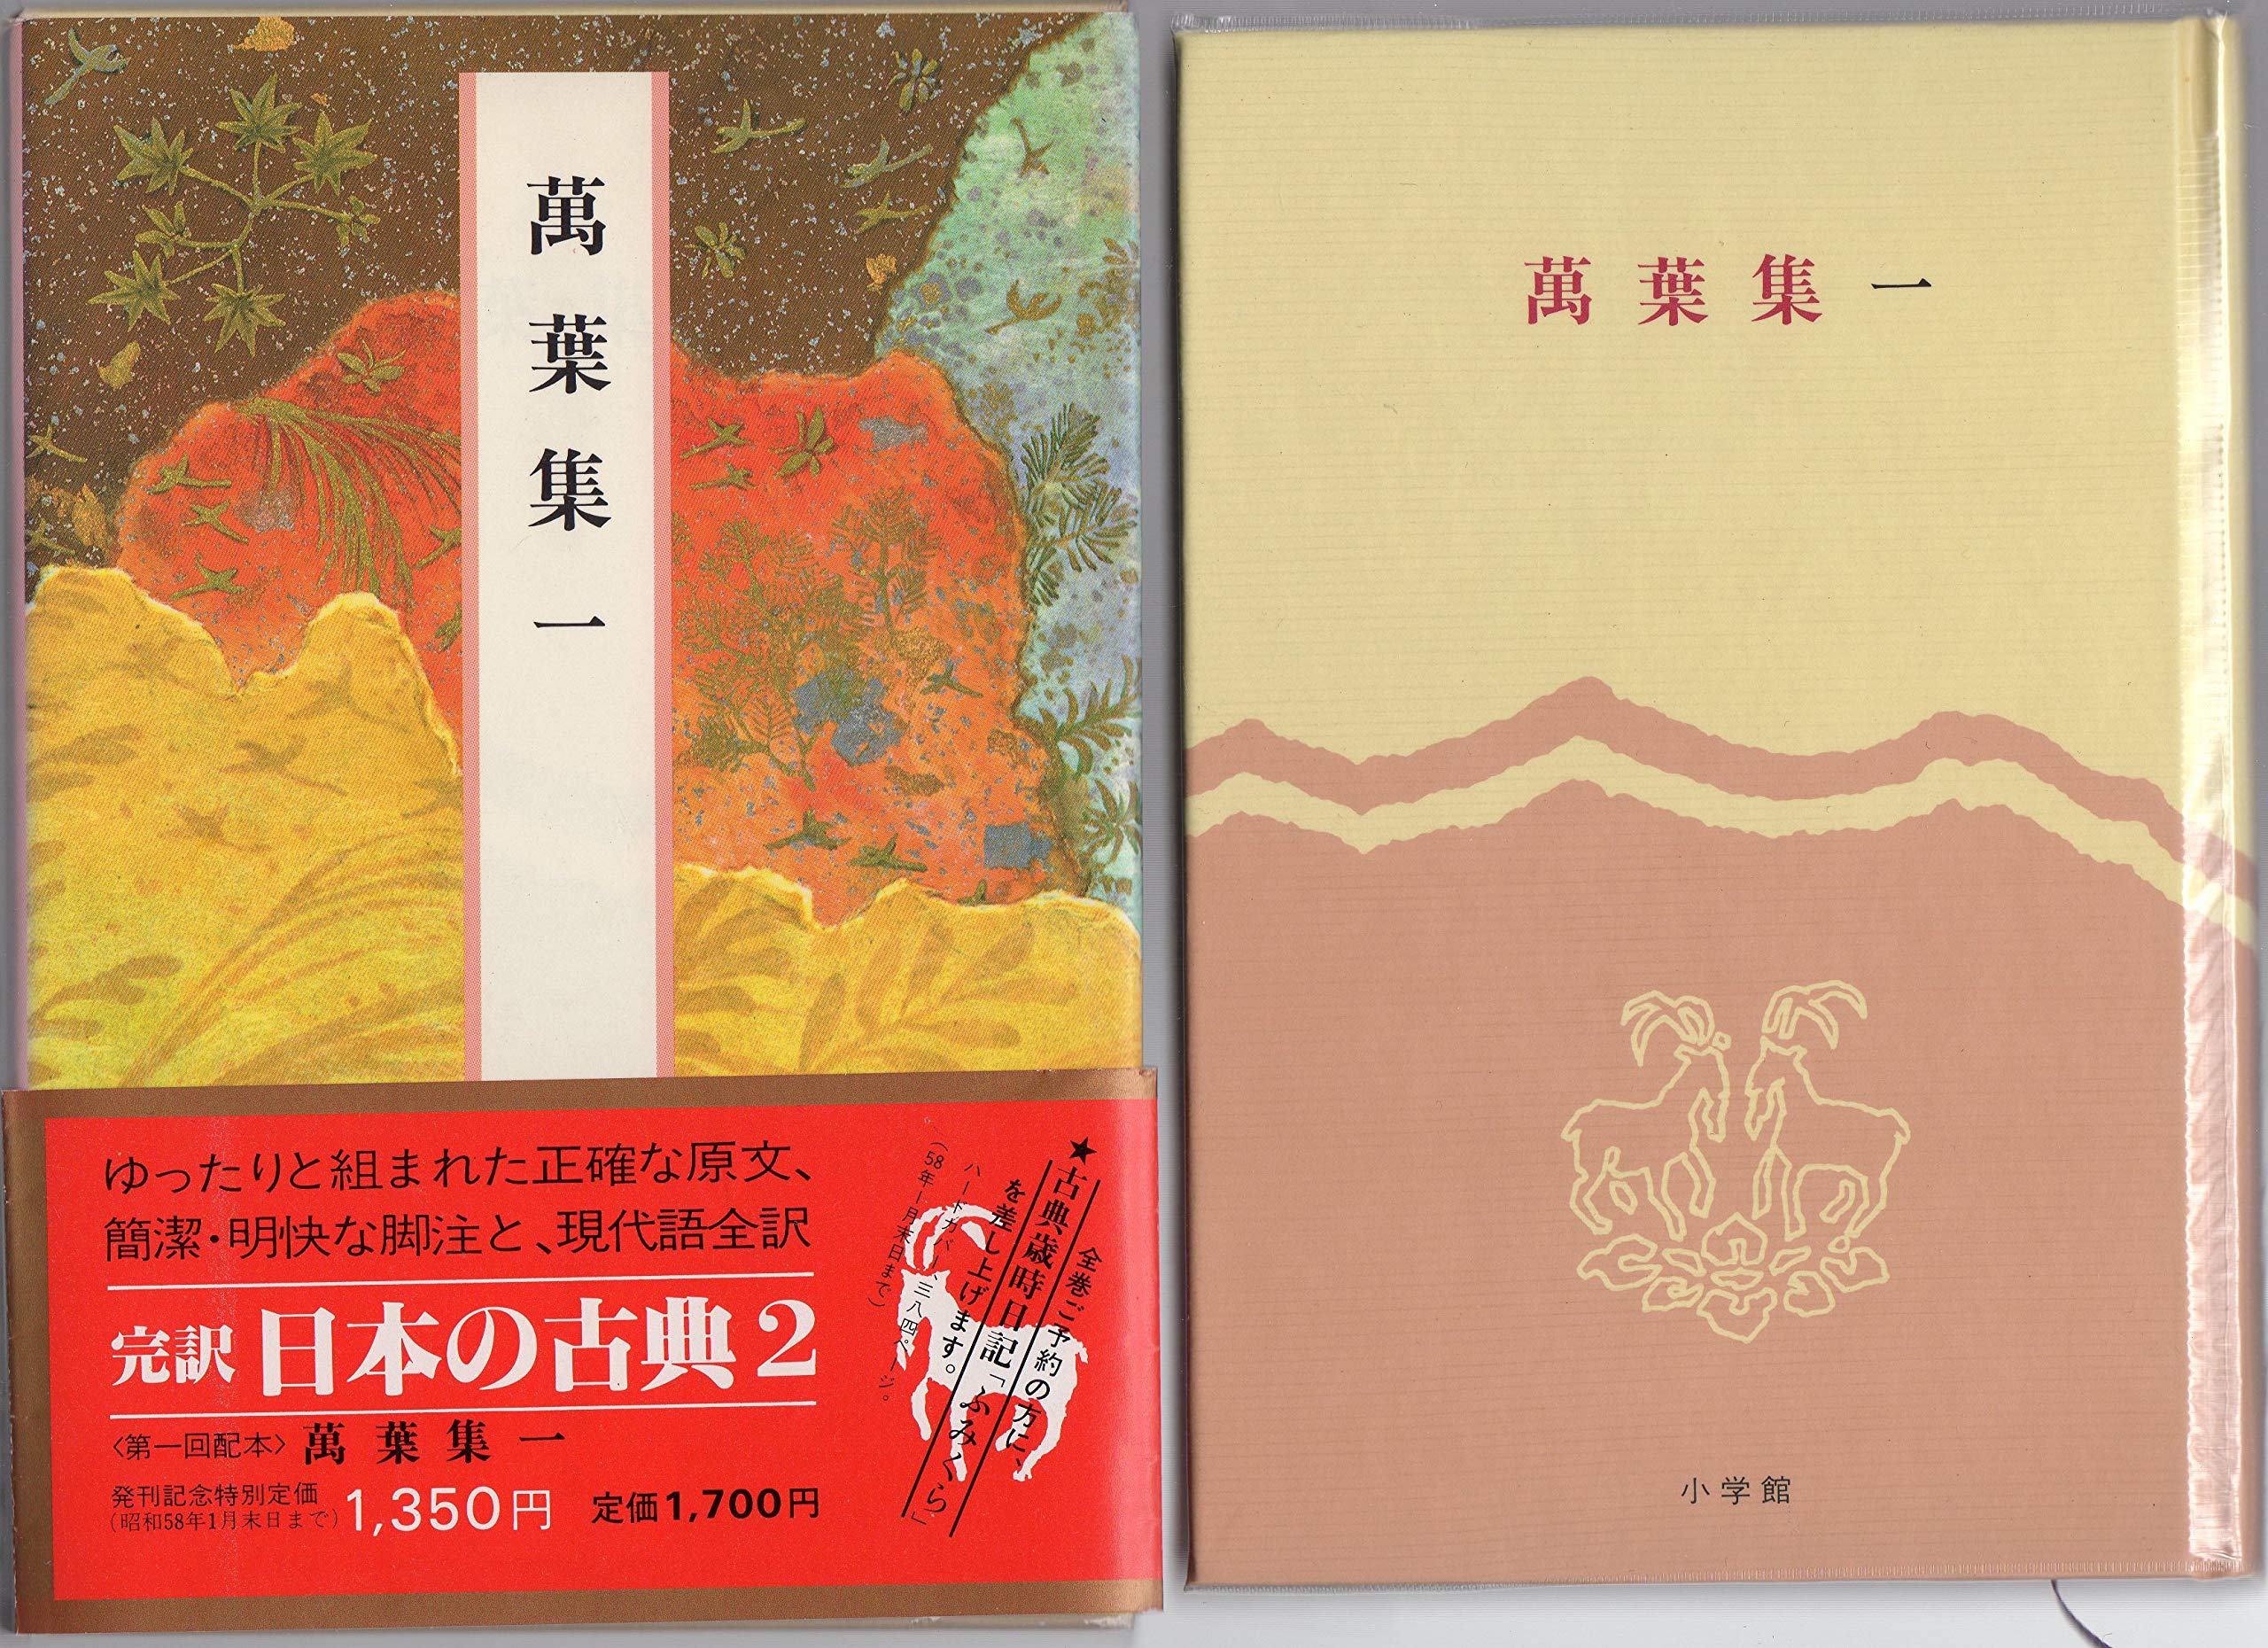 萬葉集 一
ゆったりと組まれた正確な原文、
簡潔・明快な脚注と、現代語全訳
完訳 日本の古典2
〈第一回配本〉 萬葉集 一
発刊記念特別定価
(昭和58年1月末日まで)
1,350円 定価1,700円
全巻ご予約の方に、
★古典歳時日記「ふみくら」
を差し上げます。
ハードカバー、三八四ページ。
(58年1月末日まで)
萬葉集 一
小学館